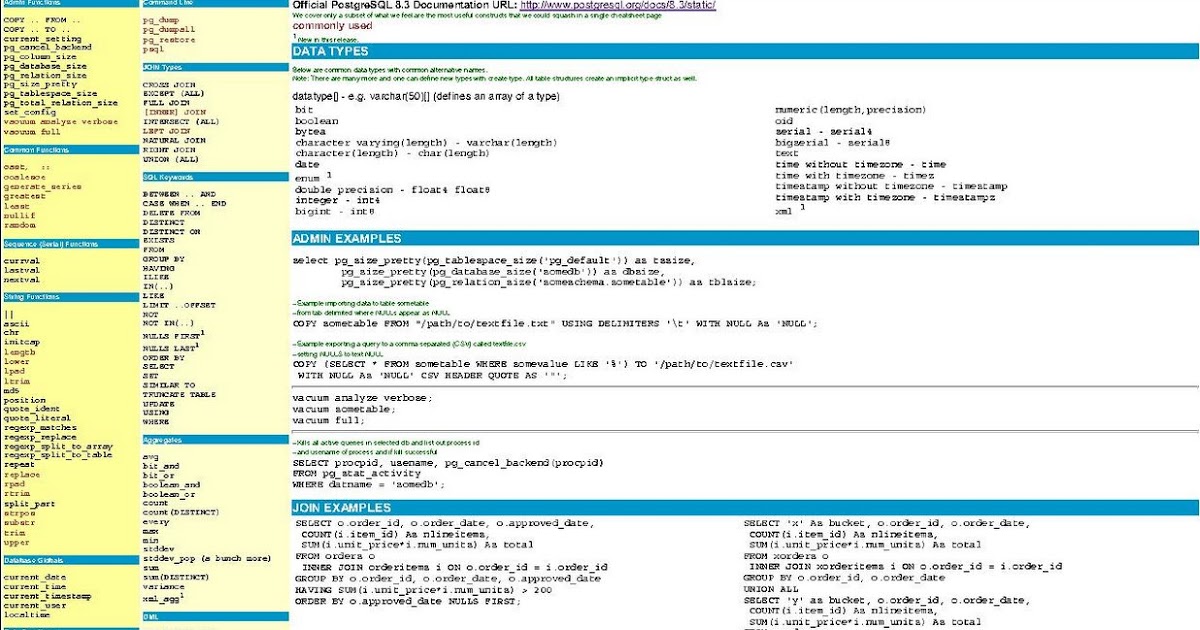 Admin Functions
COPY .. FROM ..
COPY .. TO ..
current_setting
pg_cancel_backend
pg_column_size
pg_database_size
pg_relation_size
pg_size_pretty
pg_tablespace_size
pg_total_relation_size
set_config
vacuum analyze verbose
vacuum full
Common Functions
cast, ::
coalesce
generate_series
greatest
least
nullif
random
Sequence (Serial) Functions
currval
lastval
nextval
String Functions
||
ascii
chr
initcap
length
lower
lpad
ltrim
md5
position
quote_ident
quote_literal
regexp_matches
regexp_replace
regexp_split_to_array
regexp_split_to_table
repeat
replace
rpad
rtrim
split_part
strpos
substr
trim
upper
Database Globals
current_date
current_time
current_timestamp
current_user
localtime
Command Line
pg_dump
pg_dumpall
pg_restore
psql
JOIN Types
CROSS JOIN
EXCEPT (ALL)
FULL JOIN
[INNER] JOIN
INTERSECT (ALL)
LEFT JOIN
NATURAL JOIN
RIGHT JOIN
UNION (ALL)
SQL Keywords
BETWEEN .. AND
CASE WHEN .. END
DELETE FROM
DISTINCT
DISTINCT ON
EXISTS
FROM
GROUP BY
HAVING
ILIKE
IN(..)
LIKE
LIMIT ..OFFSET
NOT
NOT IN(..)
NULLS FIRST1
NULLS LAST1
ORDER BY
SELECT
SET
SIMILAR TO
TRUNCATE TABLE
UPDATE
USING
WHERE
Aggregates
avg
bit_and
bit_or
boolean_and
boolean_or
count
count(DISTINCT)
every
max
min
stddev
stddev_pop (a bunch more)
sum
sum(DISTINCT)
variance
xml_agg1
DML
Official PostgreSQL 8.3 Documentation URL: http://www.postgresql.org/docs/8.3/static/
We cover only a subset of what we feel are the most useful constructs that we could squash in a single cheatsheet page
commonly used
1 New in this release.
DATA TYPES
Below are common data types with common alternative names.
Note: There are many more and one can define new types with create type. All table structures create an implicit type struct as well.
datatype[] - e.g. varchar(50)[] (defines an array of a type)
bit
boolean
bytea
character varying(length) - varchar(length)
character(length) - char(length)
date
enum 1
double precision - float4 float8
integer - int4
bigint - int8
numeric(length,precision)
oid
serial - serial4
bigserial - serial8
text
time without timezone - time
time with timezone - timez
timestamp without timezone - timestamp
timestamp with timezone - timestampz
xml 1
ADMIN EXAMPLES
select pg_size_pretty(pg_tablespace_size('pg_default')) as tssize,
pg_size_pretty(pg_database_size('somedb')) as dbsize,
pg_size_pretty(pg_relation_size('someschema.sometable')) as tblsize;
--Example importing data to table sometable
--from tab delimited where NULLs appear as NULL
COPY sometable FROM "/path/to/textfile.txt" USING DELIMITERS '\t' WITH NULL As 'NULL';
--Example exporting a query to a comma separated (CSV) called textfile.csv
--setting NULLS to text NULL
COPY (SELECT * FROM sometable WHERE somevalue LIKE '%') TO '/path/to/textfile.csv'
WITH NULL As 'NULL' CSV HEADER QUOTE AS '"';
vacuum analyze verbose;
vacuum sometable;
vacuum full;
--Kills all active queries in selected db and list out process id
--and usename of process and if kill successful
SELECT procpid, usename, pg_cancel_backend(procpid)
FROM pg_stat_activity
WHERE datname = 'somedb';
JOIN EXAMPLES
SELECT o.order_id, o.order_date, o.approved_date,
COUNT(i.item_id) As nlineitems,
SUM(i.unit_price*i.num_units) As total
FROM orders o
INNER JOIN orderitems i ON o.order_id = i.order_id
GROUP BY o.order_id, o.order_date, o.approved_date
HAVING SUM(i.unit_price*i.num_units) > 200
ORDER BY o.approved_date NULLS FIRST;
SELECT 'x' As bucket, o.order_id, o.order_date,
COUNT(i.item_id) As nlineitems,
SUM(i.unit_price*i.num_units) As total
FROM xorders o
INNER JOIN xorderitems i ON o.order_id = i.order_id
GROUP BY o.order_id, o.order_date
UNION ALL
SELECT 'y' as bucket, o.order_id, o.order_date,
COUNT(i.item_id) As nlineitems,
SUM(i.unit_price*i.num_units) As total